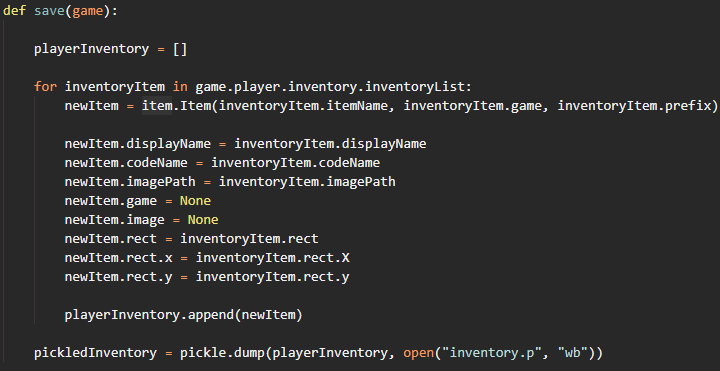 def save(game):
playerInventory = []
for inventoryItem in game.player.inventory.inventoryList:
newItem = item.Item(inventoryItem.itemName, inventoryItem.game, inventoryItem.prefix)
newItem.displayName = inventoryItem.displayName
newItem.codeName = inventoryItem.codeName
newItem.imagePath = inventoryItem.imagePath
newItem.game = None
newItem.image = None
newItem.rect = inventoryItem.rect
newItem.rect.x = inventoryItem.rect.X
newItem.rect.y = inventoryItem.rect.y
playerInventory.append(newItem)
pickledInventory = pickle.dump(playerInventory, open("inventory.p", "wb"))